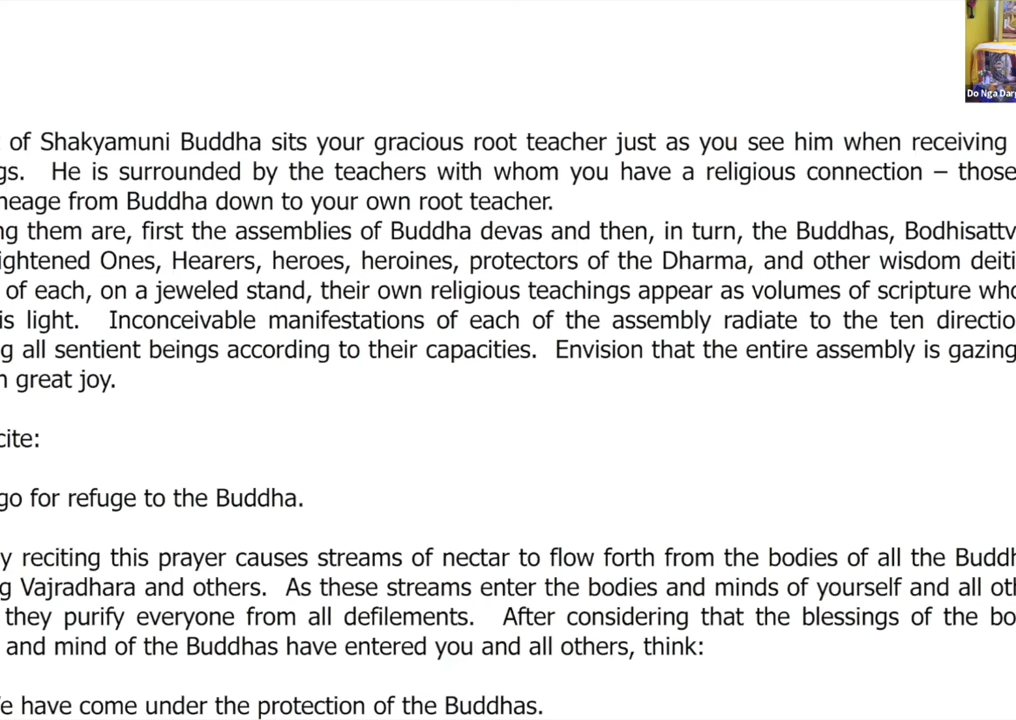 Do Nga Dar
of Shakyamuni Buddha sits your gracious root teacher just as you see him when receiving
gs. He is surrounded by the teachers with whom you have a religious connection – those
neage from Buddha down to your own root teacher.
ng them are, first the assemblies of Buddha devas and then, in turn, the Buddhas, Bodhisattv
ightened Ones, Hearers, heroes, heroines, protectors of the Dharma, and other wisdom deiti
of each, on a jeweled stand, their own religious teachings appear as volumes of scripture who
is light. Inconceivable manifestations of each of the assembly radiate to the ten directio
g all sentient beings according to their capacities. Envision that the entire assembly is gazing
n great joy.
cite:
go for refuge to the Buddha.
y reciting this prayer causes streams of nectar to flow forth from the bodies of all the Buddh
g Vajradhara and others. As these streams enter the bodies and minds of yourself and all oth
they purify everyone from all defilements. After considering that the blessings of the bo
and mind of the Buddhas have entered you and all others, think:
e have come under the protection of the Buddhas.